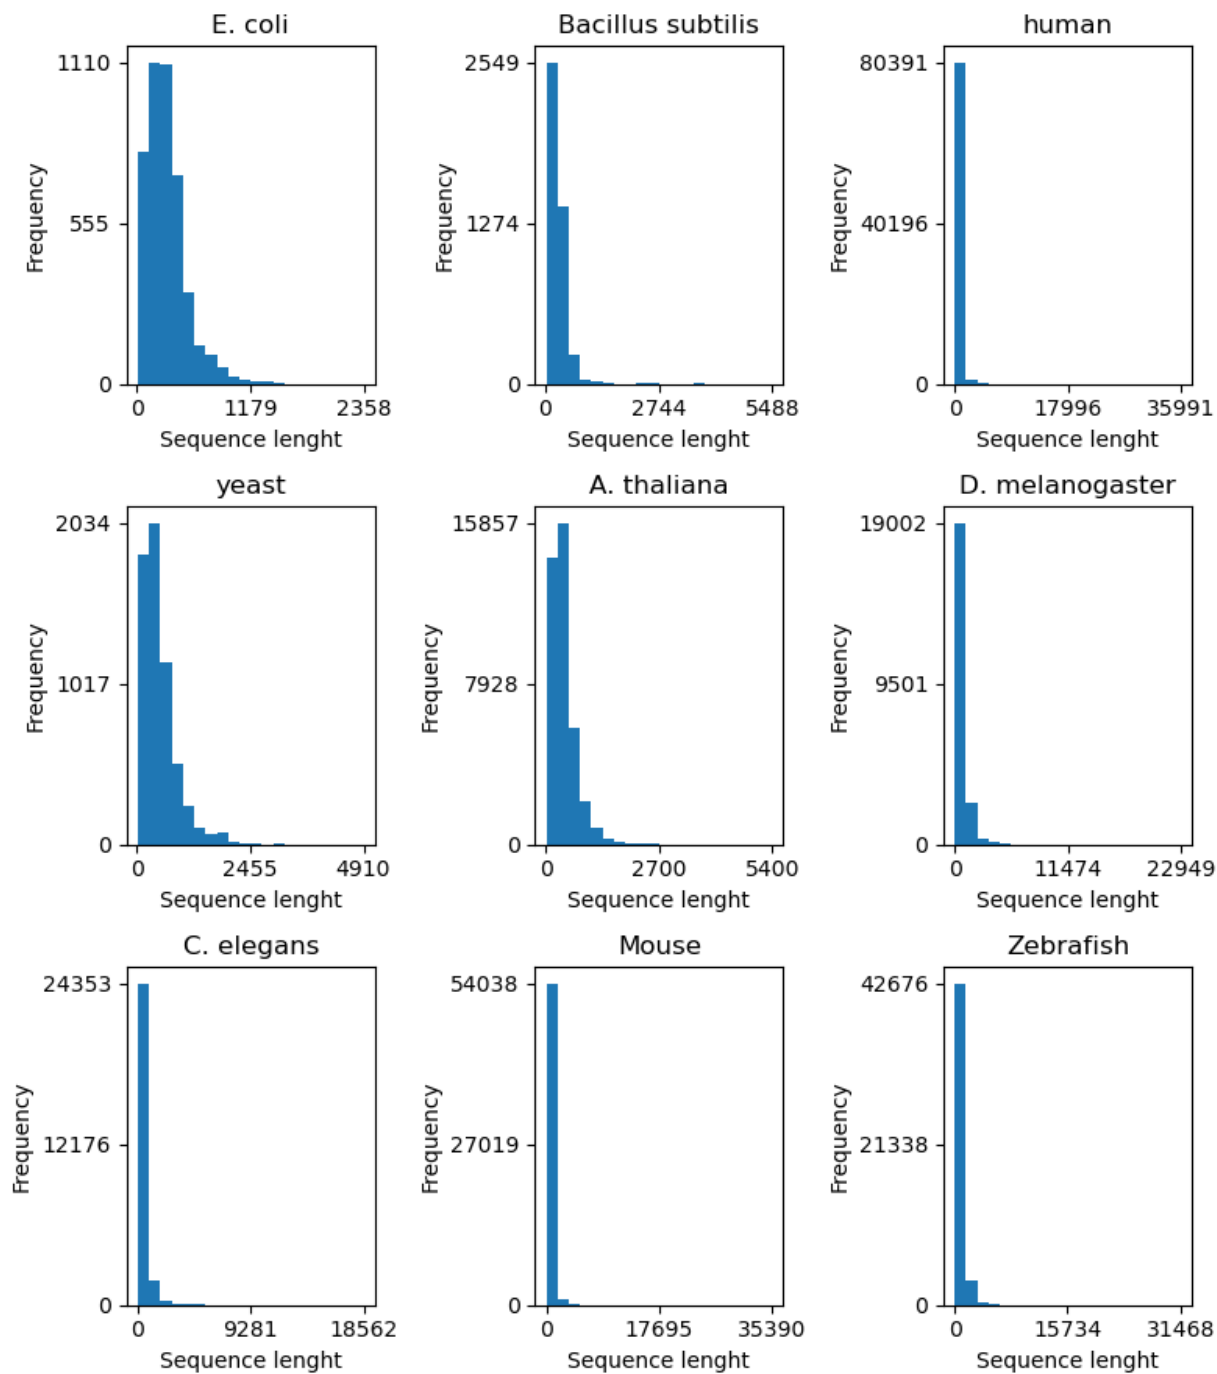 E. coli
Bacillus subtilis
human
1110
555
0
Frequency
0 1179 2358
Sequence lenght
2549
1274
0
Frequency
0 2744 5488
Sequence lenght
80391
40196
0
Frequency
0 17996 35991
Sequence lenght
yeast
A. thaliana
D. melanogaster
2034
1017
0
Frequency
0 2455 4910
Sequence lenght
15857
7928
0
Frequency
0 2700 5400
Sequence lenght
19002
9501
0
Frequency
0 11474 22949
Sequence lenght
C. elegans
Mouse
Zebrafish
24353
12176
0
Frequency
0 9281 18562
Sequence lenght
54038
27019
0
Frequency
0 17695 35390
Sequence lenght
42676
21338
0
Frequency
0 15734 31468
Sequence lenght